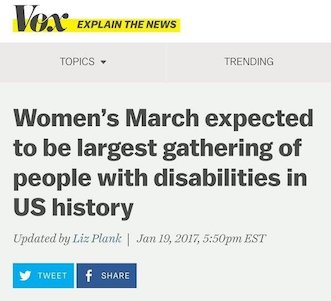 Vox EXPLAIN THE NEWS
TOPICS TRENDING
Women's March expected
to be largest gathering of
people with disabilities in
US history
Updated by Liz Plank | Jan 19, 2017, 5:50pm EST
TWEET SHARE